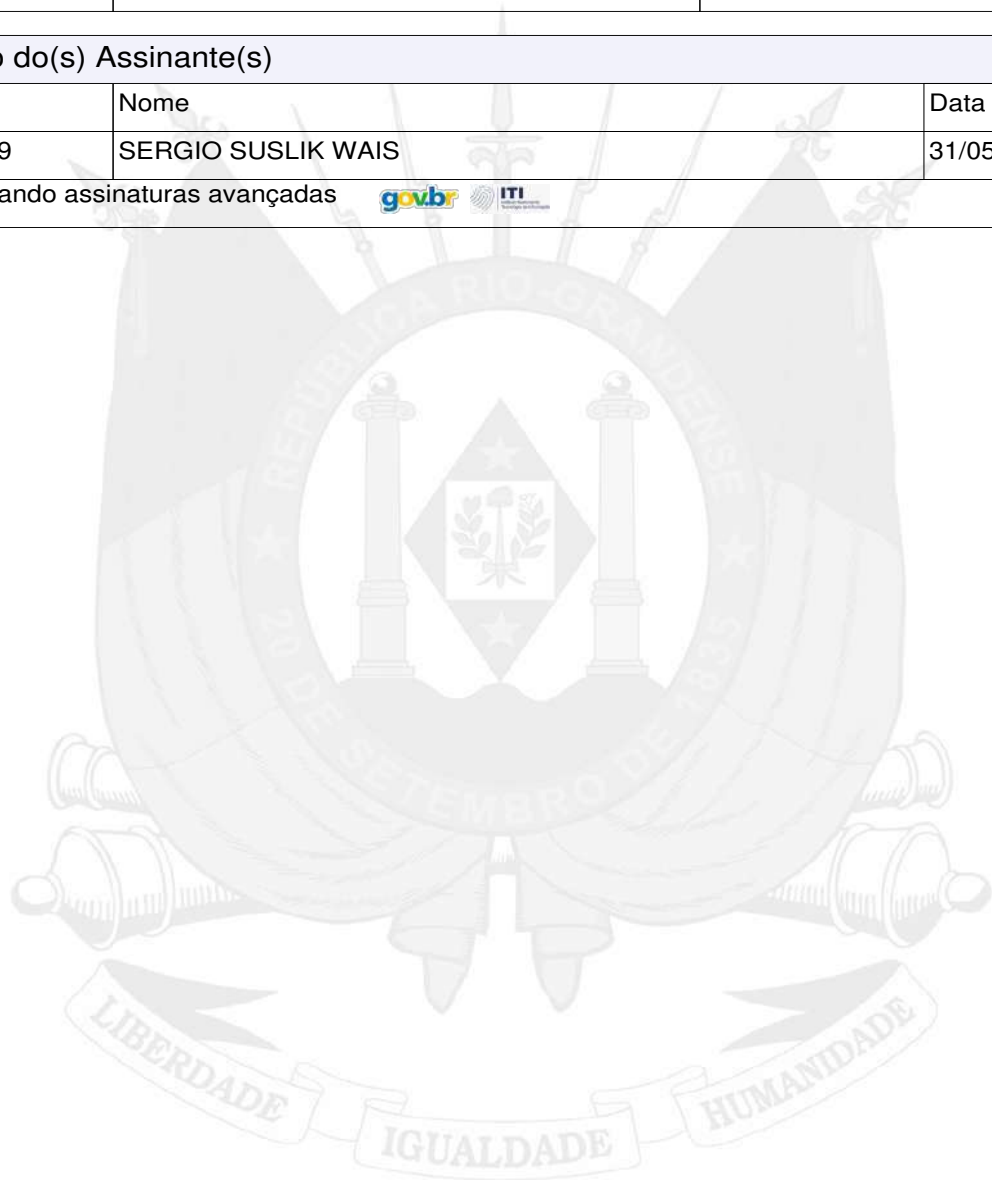 o do(s) Assinante(s)
Nome Data
9 SERGIO SUSLIK WAIS 31/05
ando assinaturas avançadas gov.br ITI
REPÚBLICA RIO-GRANDENSE
20 DE SETEMBRO DE 1835
LIBERDADE IGUALDADE HUMANIDADE